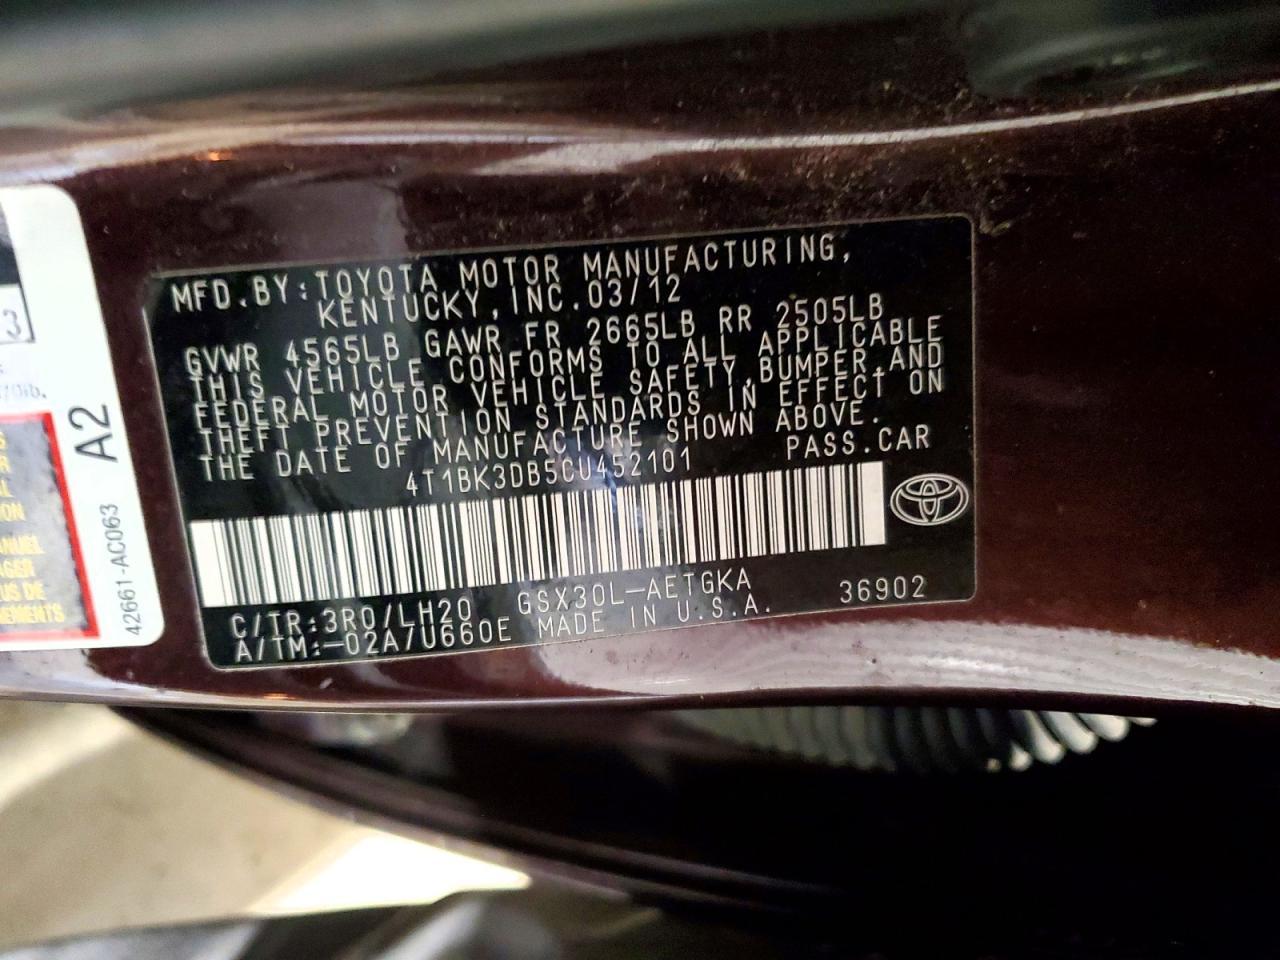 MFD.BY:TOYOTA MOTOR MANUFACTURING,
KENTUCKY,INC.03/12
GVWR 4565LB GAWR FR 2665LB RR 2505LB
THIS VEHICLE CONFORMS TO ALL APPLICABLE
FEDERAL MOTOR VEHICLE SAFETY,BUMPER,AND
THEFT PREVENTION STANDARDS IN EFFECT ON
THE DATE OF MANUFACTURE SHOWN ABOVE.
4T1BK3DB5CU452101 PASS.CAR
C/TR:3R0/LH20 GSX30L-AETGKA 36902
A/TM:-02A/U660E MADE IN U.S.A.
3
A2
42661-AC063